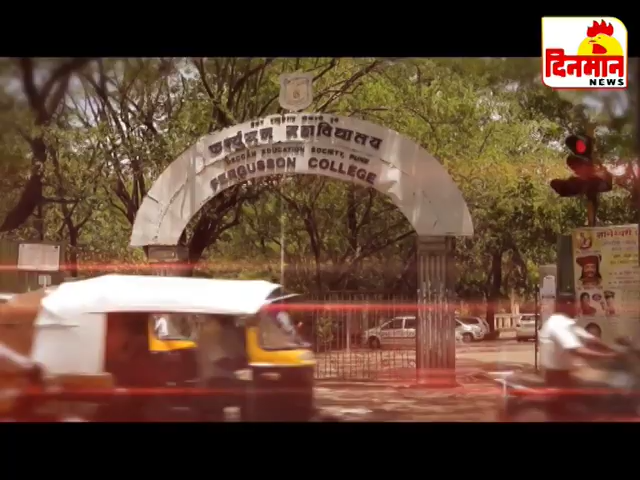 दिनमान
NEWS
फर्ग्युसन महाविद्यालय
DECCAN EDUCATION SOCIETY, PUNE
FERGUSSON COLLEGE